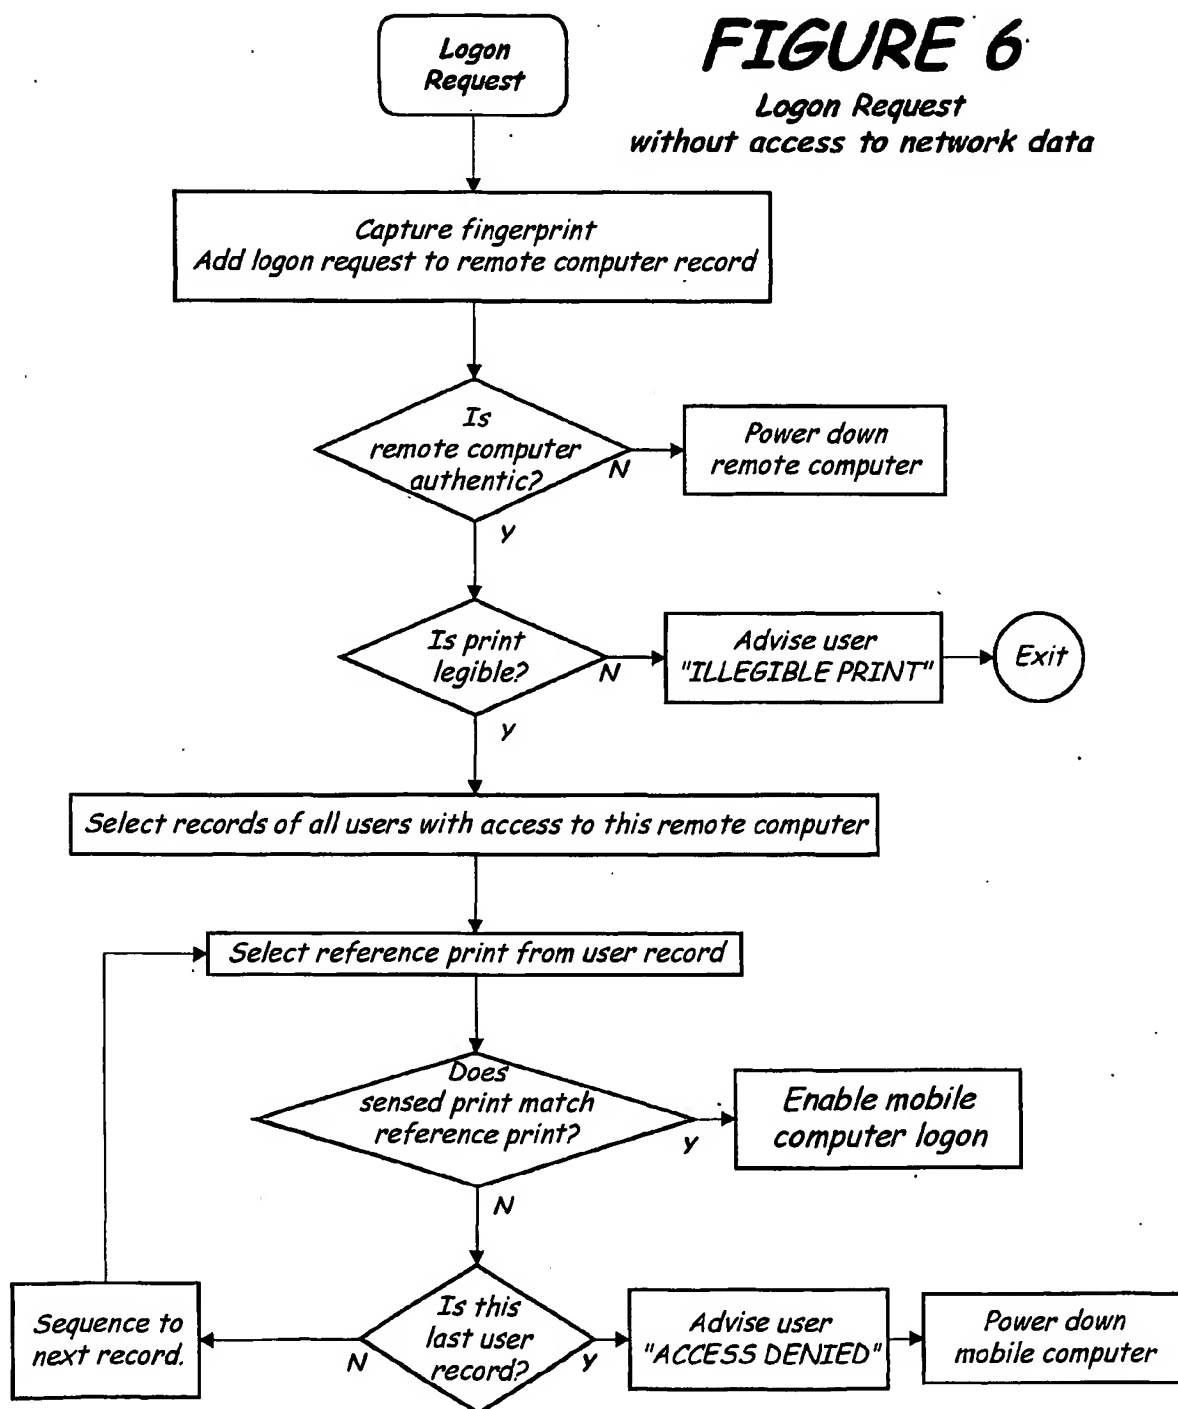 FIGURE 6
Logon Request
without access to network data
Logon
Request
Capture fingerprint
Add logon request to remote computer record
Is
remote computer
authentic?
N
Power down
remote computer
Y
Is print
legible?
N
Advise user
"ILLEGIBLE PRINT"
Exit
Y
Select records of all users with access to this remote computer
Select reference print from user record
Does
sensed print match
reference print?
Y
Enable mobile
computer logon
N
Is this
last user
record?
N
Sequence to
next record.
Y
Advise user
"ACCESS DENIED"
Power down
mobile computer